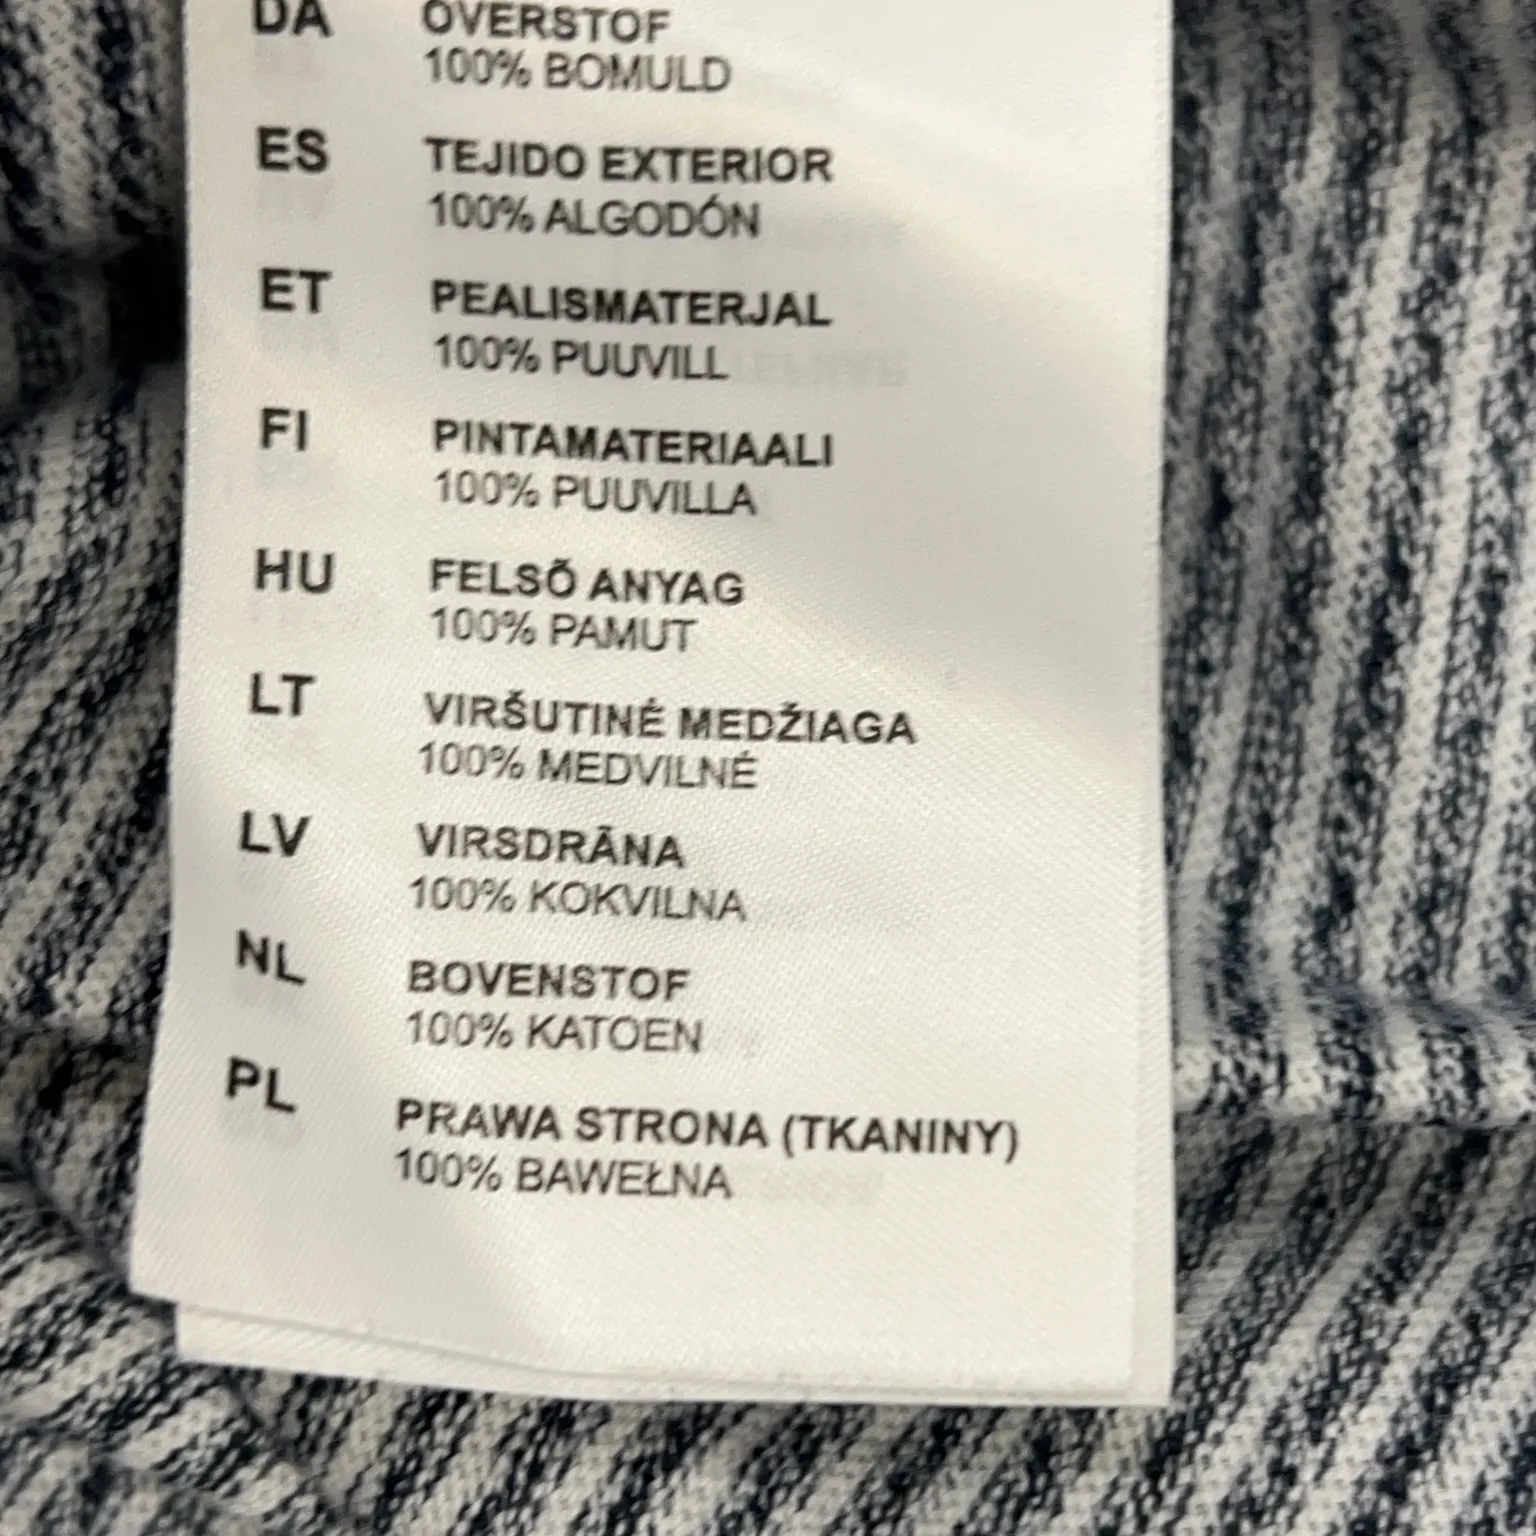 DA OVERSTOF
100% BOMULD
ES TEJIDO EXTERIOR
100% ALGODÓN
ET PEALISMATERJAL
100% PUUVILL
FI PINTAMATERIAALI
100% PUUVILLA
HU FELSŐ ANYAG
100% PAMUT
LT VIRŠUTINĖ MEDŽIAGA
100% MEDVILNĖ
LV VIRSDRĀNA
100% KOKVILNA
NL BOVENSTOF
100% KATOEN
PL PRAWA STRONA (TKANINY)
100% BAWEŁNA